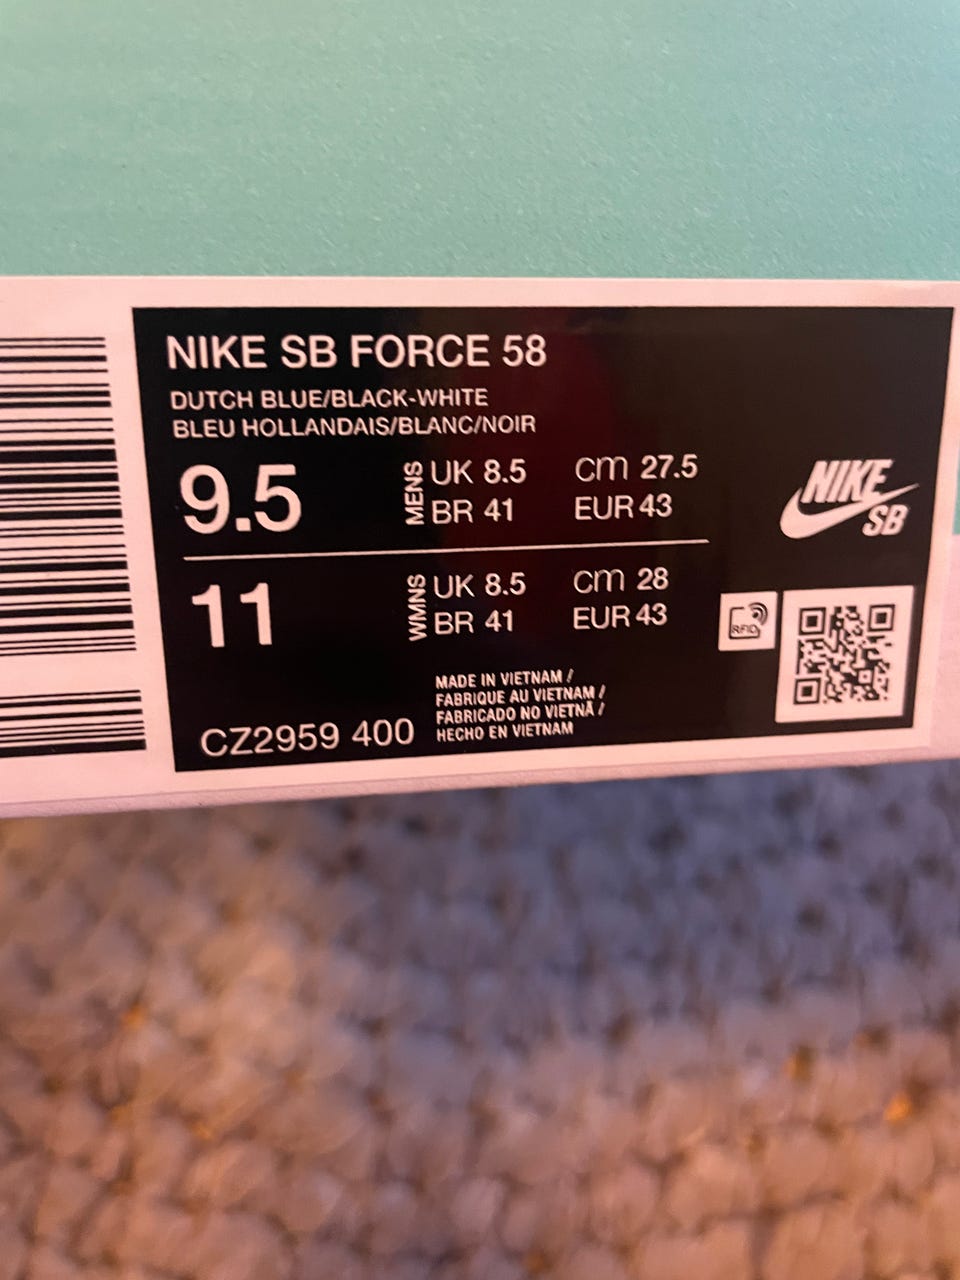 NIKE SB FORCE 58
DUTCH BLUE/BLACK-WHITE
BLEU HOLLANDAIS/BLANC/NOIR
9.5 MENS UK 8.5 cm 27.5
BR 41 EUR 43
11 WMNS UK 8.5 cm 28
BR 41 EUR 43
NIKE
SB
RFID
MADE IN VIETNAM /
FABRIQUE AU VIETNAM /
FABRICADO NO VIETNÃ /
HECHO EN VIETNAM
CZ2959 400